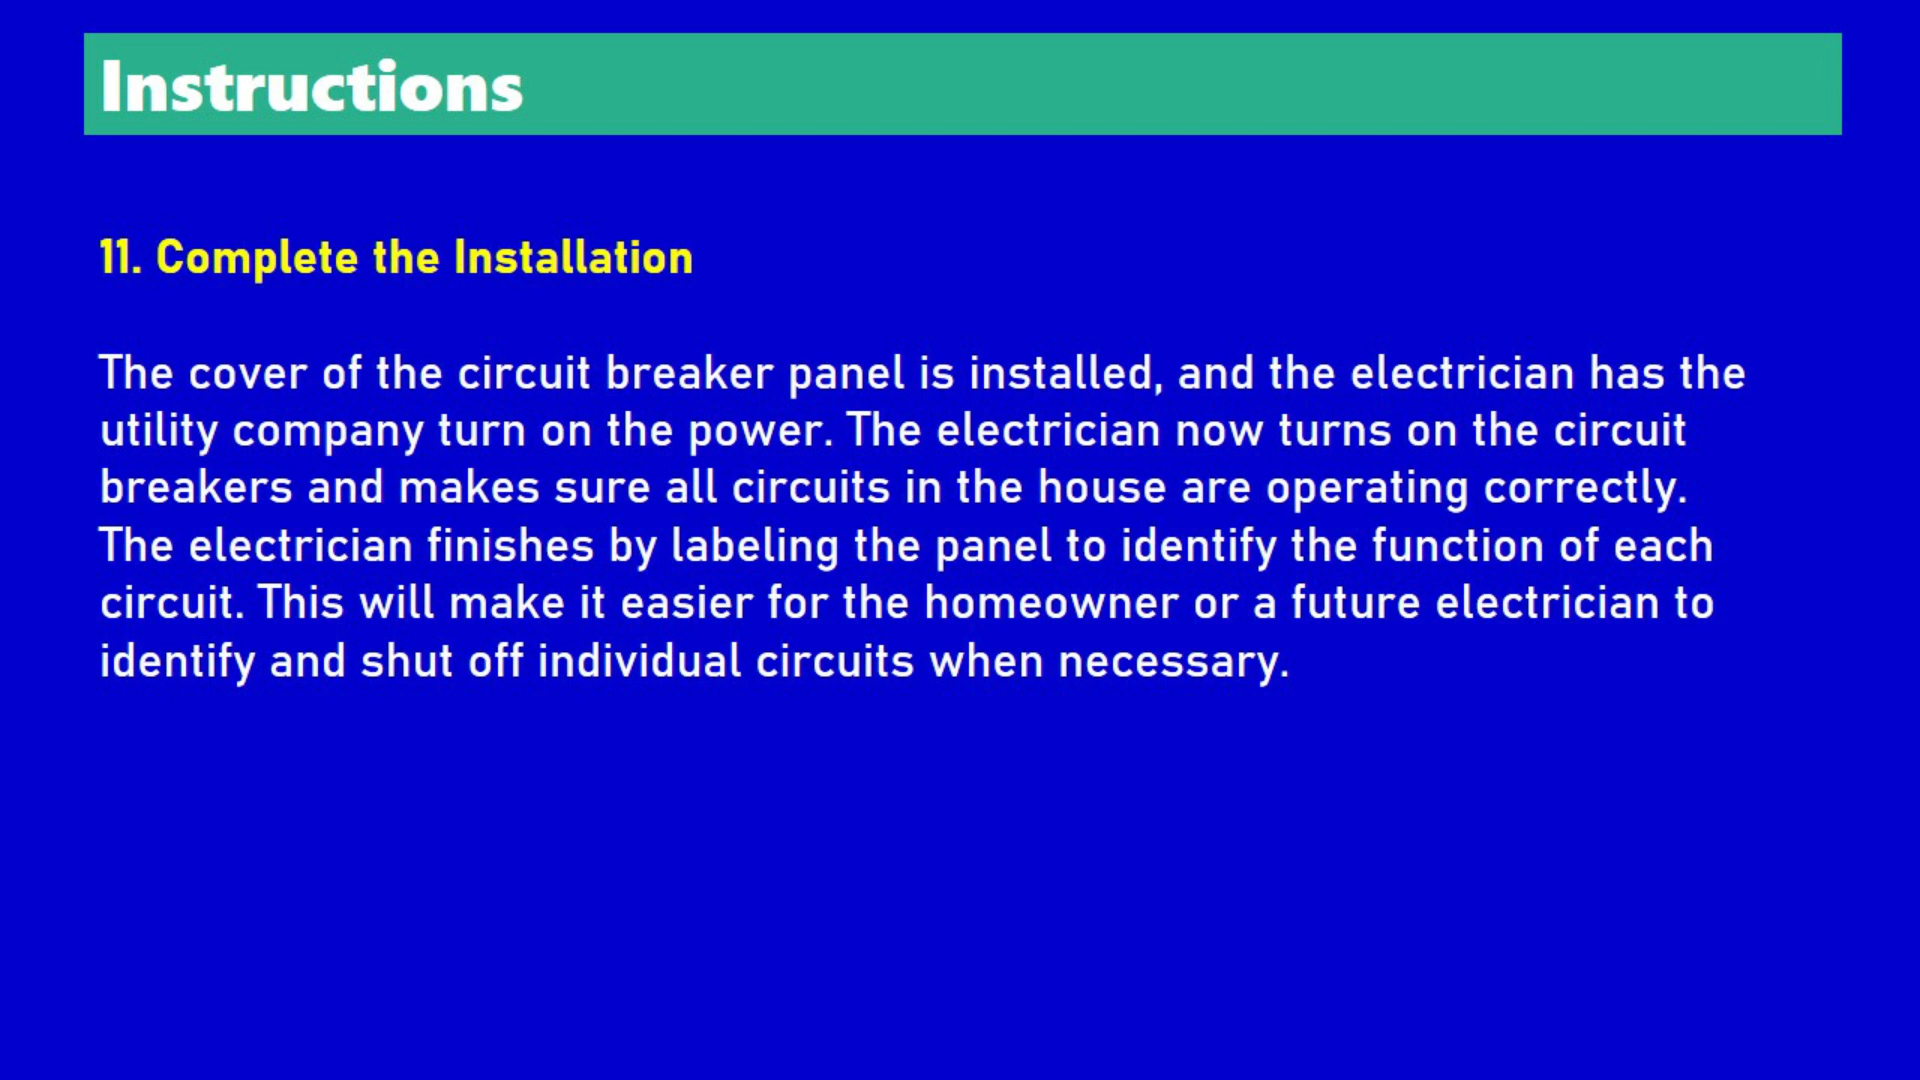 Instructions
11. Complete the Installation
The cover of the circuit breaker panel is installed, and the electrician has the
utility company turn on the power. The electrician now turns on the circuit
breakers and makes sure all circuits in the house are operating correctly.
The electrician finishes by labeling the panel to identify the function of each
circuit. This will make it easier for the homeowner or a future electrician to
identify and shut off individual circuits when necessary.